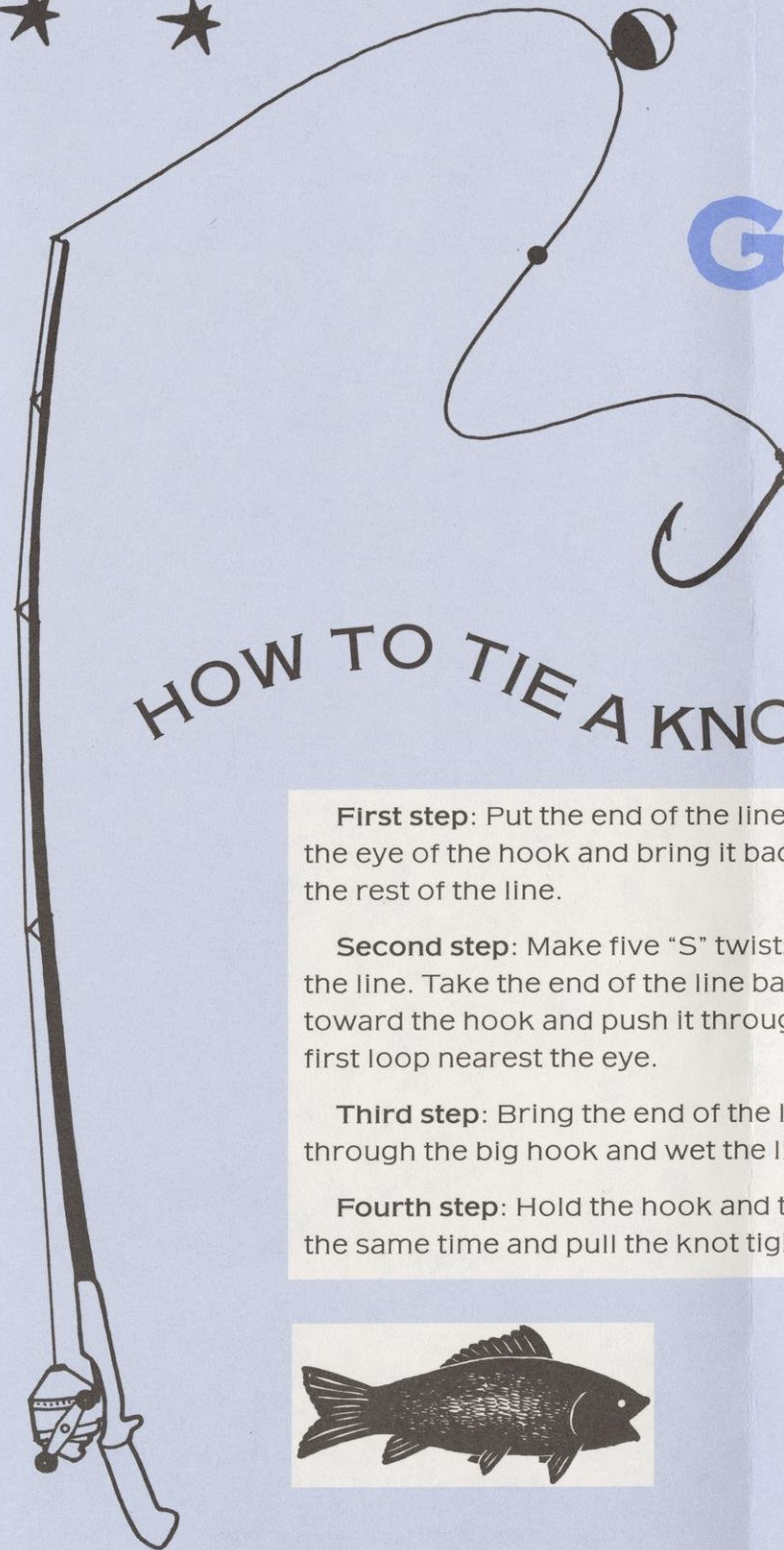 G
HOW TO TIE A KNO
First step: Put the end of the line
the eye of the hook and bring it bac
the rest of the line.
Second step: Make five “S” twist
the line. Take the end of the line ba
toward the hook and push it throug
first loop nearest the eye.
Third step: Bring the end of the l
through the big hook and wet the l
Fourth step: Hold the hook and t
the same time and pull the knot tig